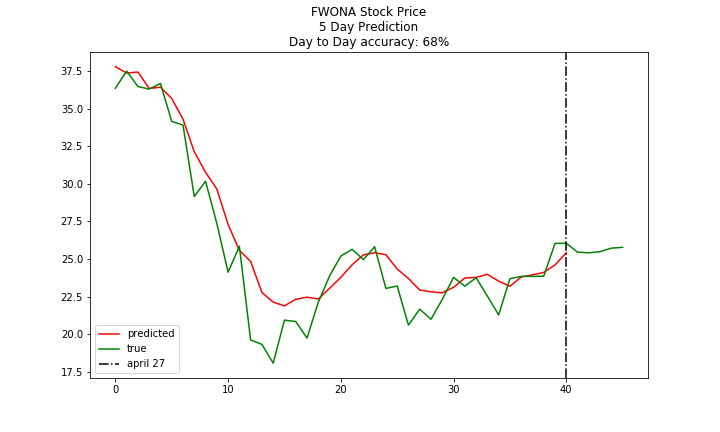 FWONA Stock Price
5 Day Prediction
Day to Day accuracy: 68%
37.5
35.0
32.5
30.0
27.5
25.0
22.5
20.0
17.5
predicted
true
april 27
0 10 20 30 40